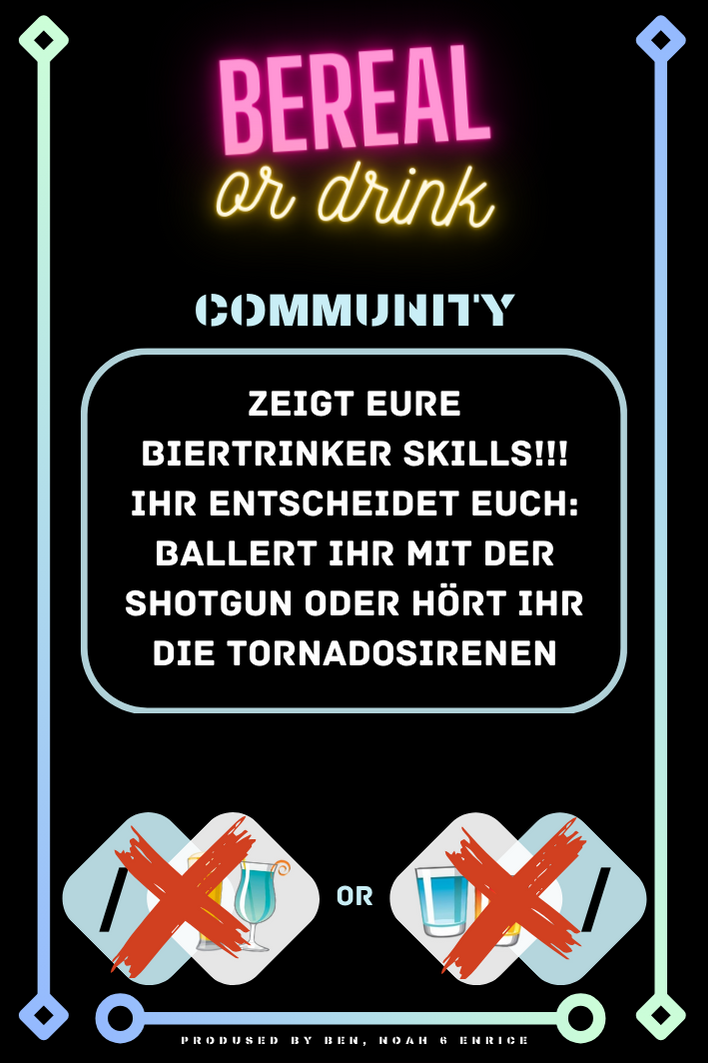 BEREAL
or drink
COMMUNITY
ZEIGT EURE
BIERTRINKER SKILLS!!!
IHR ENTSCHEIDET EUCH:
BALLERT IHR MIT DER
SHOTGUN ODER HÖRT IHR
DIE TORNADOSIRENEN
/ OR /
PRODUSED BY BEN, NOAH & ENRICE